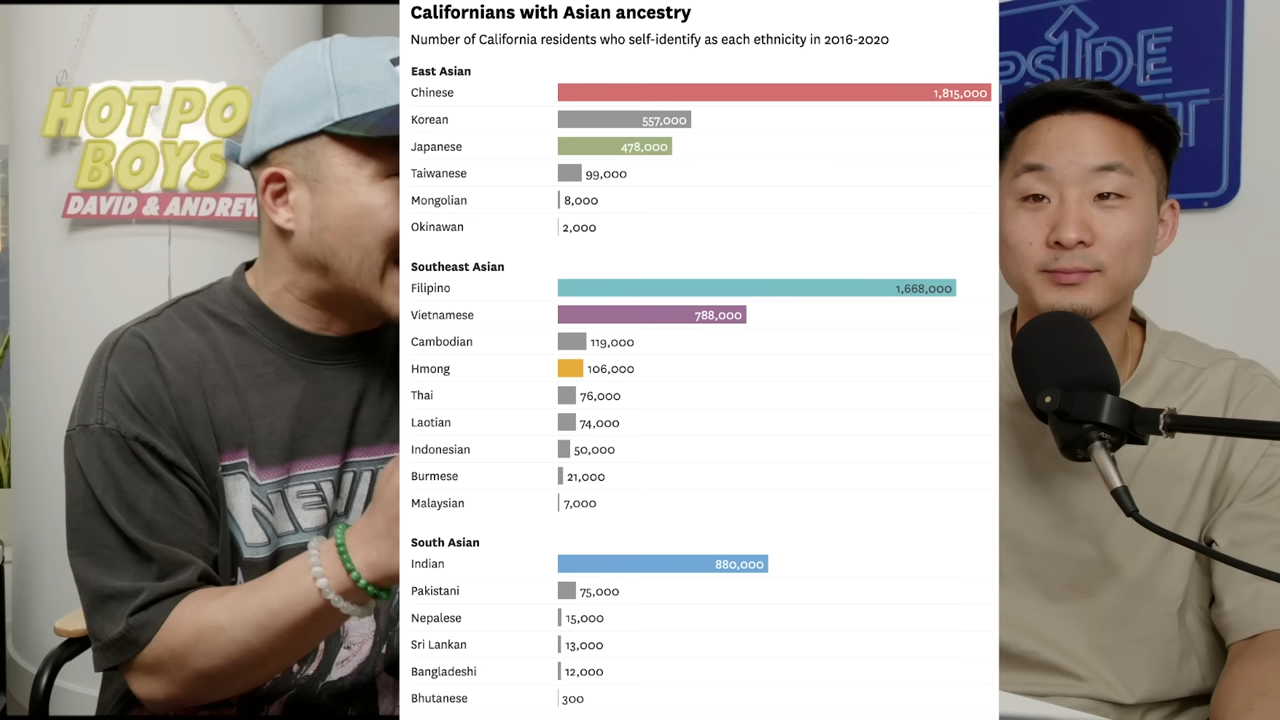 Californians with Asian ancestry
Number of California residents who self-identify as each ethnicity in 2016-2020
East Asian
Chinese 1,815,000
Korean 557,000
Japanese 478,000
Taiwanese 99,000
Mongolian 8,000
Okinawan 2,000
Southeast Asian
Filipino 1,668,000
Vietnamese 788,000
Cambodian 119,000
Hmong 106,000
Thai 76,000
Laotian 74,000
Indonesian 50,000
Burmese 21,000
Malaysian 7,000
South Asian
Indian 880,000
Pakistani 75,000
Nepalese 15,000
Sri Lankan 13,000
Bangladeshi 12,000
Bhutanese 300
HOT PO
BOYS
DAVID & ANDREW